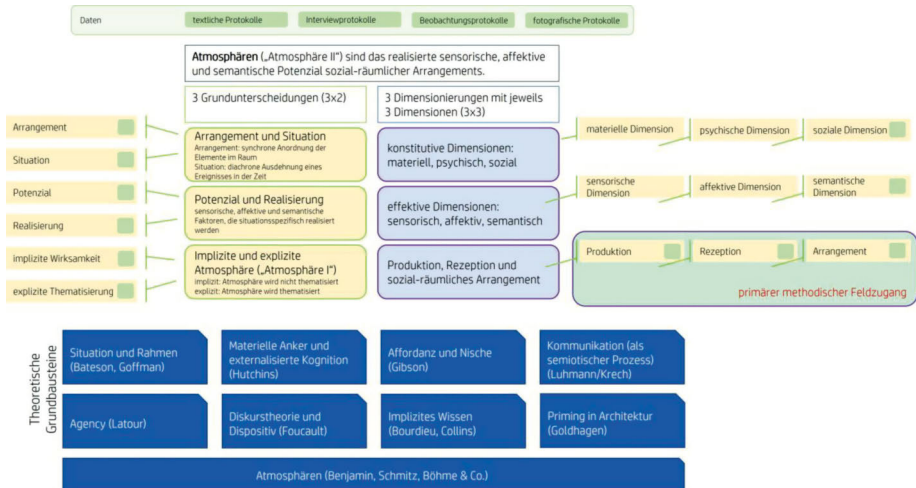 Daten
textliche Protokolle
Interviewprotokolle
Beobachtungsprotokolle
fotografische Protokolle
Atmosphären („Atmosphäre II“) sind das realisierte sensorische, affektive
und semantische Potenzial sozial-räumlicher Arrangements.
3 Grundunterscheidungen (3x2)
3 Dimensionierungen mit jeweils
3 Dimensionen (3x3)
Arrangement
Situation
Potenzial
Realisierung
implizite Wirksamkeit
explizite Thematisierung
Arrangement und Situation
Arrangement: synchrone Anordnung der
Elemente im Raum
Situation: diachrone Ausdehnung eines
Ereignisses in der Zeit
Potenzial und Realisierung
sensorische, affektive und semantische
Faktoren, die situationsspezifisch realisiert
werden
Implizite und explizite
Atmosphäre („Atmosphäre I“)
implizit: Atmosphäre wird nicht thematisiert
explizit: Atmosphäre wird thematisiert
konstitutive Dimensionen:
materiell, psychisch, sozial
effektive Dimensionen:
sensorisch, affektiv, semantisch
Produktion, Rezeption und
sozial-räumliches Arrangement
materielle Dimension
psychische Dimension
soziale Dimension
sensorische
Dimension
affektive Dimension
semantische
Dimension
Produktion
Rezeption
Arrangement
primärer methodischer Feldzugang
Theoretische
Grundbausteine
Situation und Rahmen
(Bateson, Goffman)
Materielle Anker und
externalisierte Kognition
(Hutchins)
Affordanz und Nische
(Gibson)
Kommunikation (als
semiotischer Prozess)
(Luhmann/Krech)
Agency (Latour)
Diskurstheorie und
Dispositiv (Foucault)
Implizites Wissen
(Bourdieu, Collins)
Priming in Architektur
(Goldhagen)
Atmosphären (Benjamin, Schmitz, Böhme & Co.)